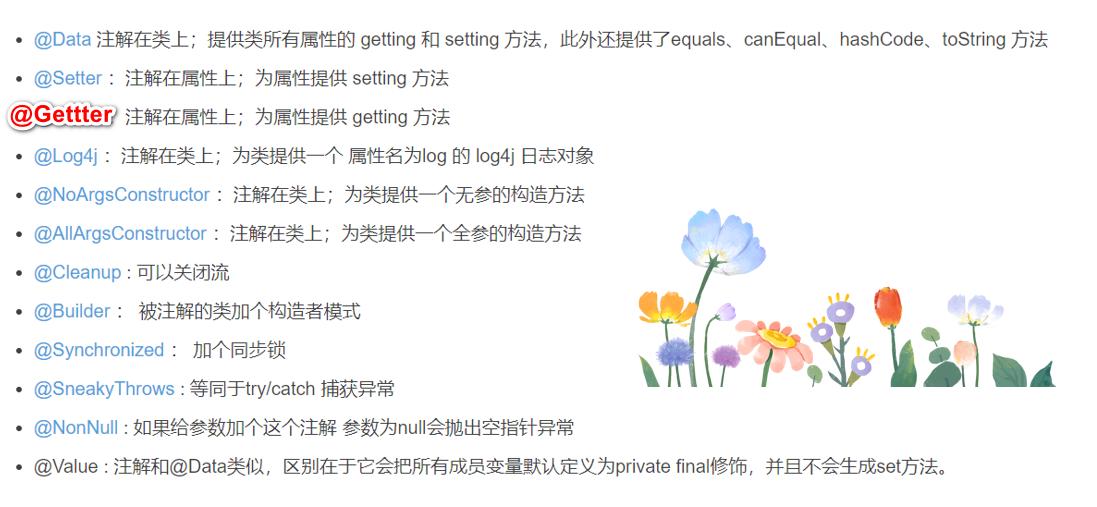 @Data 注解在类上；提供类所有属性的 getting 和 setting 方法，此外还提供了equals、canEqual、hashCode、toString 方法
@Setter ：注解在属性上；为属性提供 setting 方法
@Gettter 注解在属性上；为属性提供 getting 方法
@Log4j ：注解在类上；为类提供一个 属性名为log 的 log4j 日志对象
@NoArgsConstructor ：注解在类上；为类提供一个无参的构造方法
@AllArgsConstructor ：注解在类上；为类提供一个全参的构造方法
@Cleanup : 可以关闭流
@Builder ： 被注解的类加个构造者模式
@Synchronized ： 加个同步锁
@SneakyThrows : 等同于try/catch 捕获异常
@NonNull : 如果给参数加个这个注解 参数为null会抛出空指针异常
@Value : 注解和@Data类似，区别在于它会把所有成员变量默认定义为private final修饰，并且不会生成set方法。